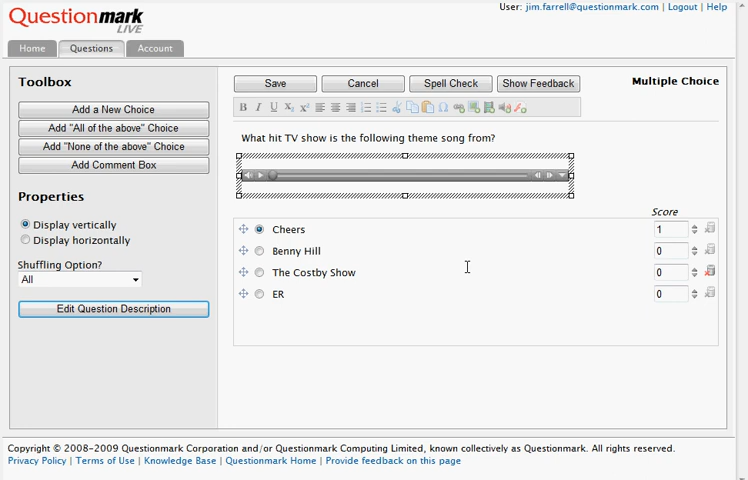 Questionmark
LIVE
User: jim.farrell@questionmark.com | Logout | Help
Home Questions Account
Toolbox
Add a New Choice
Add "All of the above" Choice
Add "None of the above" Choice
Add Comment Box
Properties
Display vertically
Display horizontally
Shuffling Option?
All
Edit Question Description
Save Cancel Spell Check Show Feedback Multiple Choice
B I U X₂ X² Ω
What hit TV show is the following theme song from?
Score
Cheers 1
Benny Hill 0
The Costby Show 0
ER 0
Copyright © 2008-2009 Questionmark Corporation and/or Questionmark Computing Limited, known collectively as Questionmark. All rights reserved.
Privacy Policy | Terms of Use | Knowledge Base | Questionmark Home | Provide feedback on this page